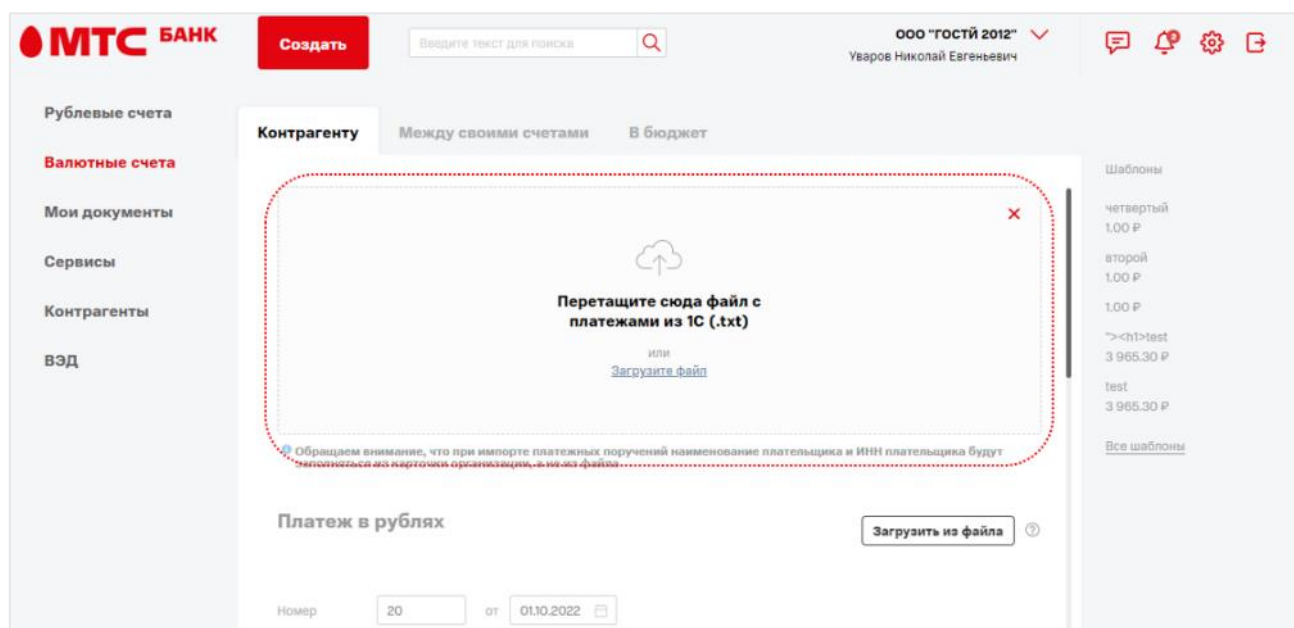 МТС БАНК
Создать
Введите текст для поиска
ООО "ГОСТЙ 2012"
Уваров Николай Евгеньевич
Рублевые счета
Валютные счета
Мои документы
Сервисы
Контрагенты
ВЭД
Контрагенту
Между своими счетами
В бюджет
Перетащите сюда файл с
платежами из 1С (.txt)
или
Загрузите файл
Обращаем внимание, что при импорте платежных поручений наименование плательщика и ИНН плательщика будут
заполняться из карточки организации, а не из файла
Платеж в рублях
Загрузить из файла
Номер
20
от
01.10.2022
Шаблоны
четвертый
1.00 ₽
второй
1.00 ₽
1.00 ₽
"><h1>test
3 965.30 ₽
test
3 965.30 ₽
Все шаблоны